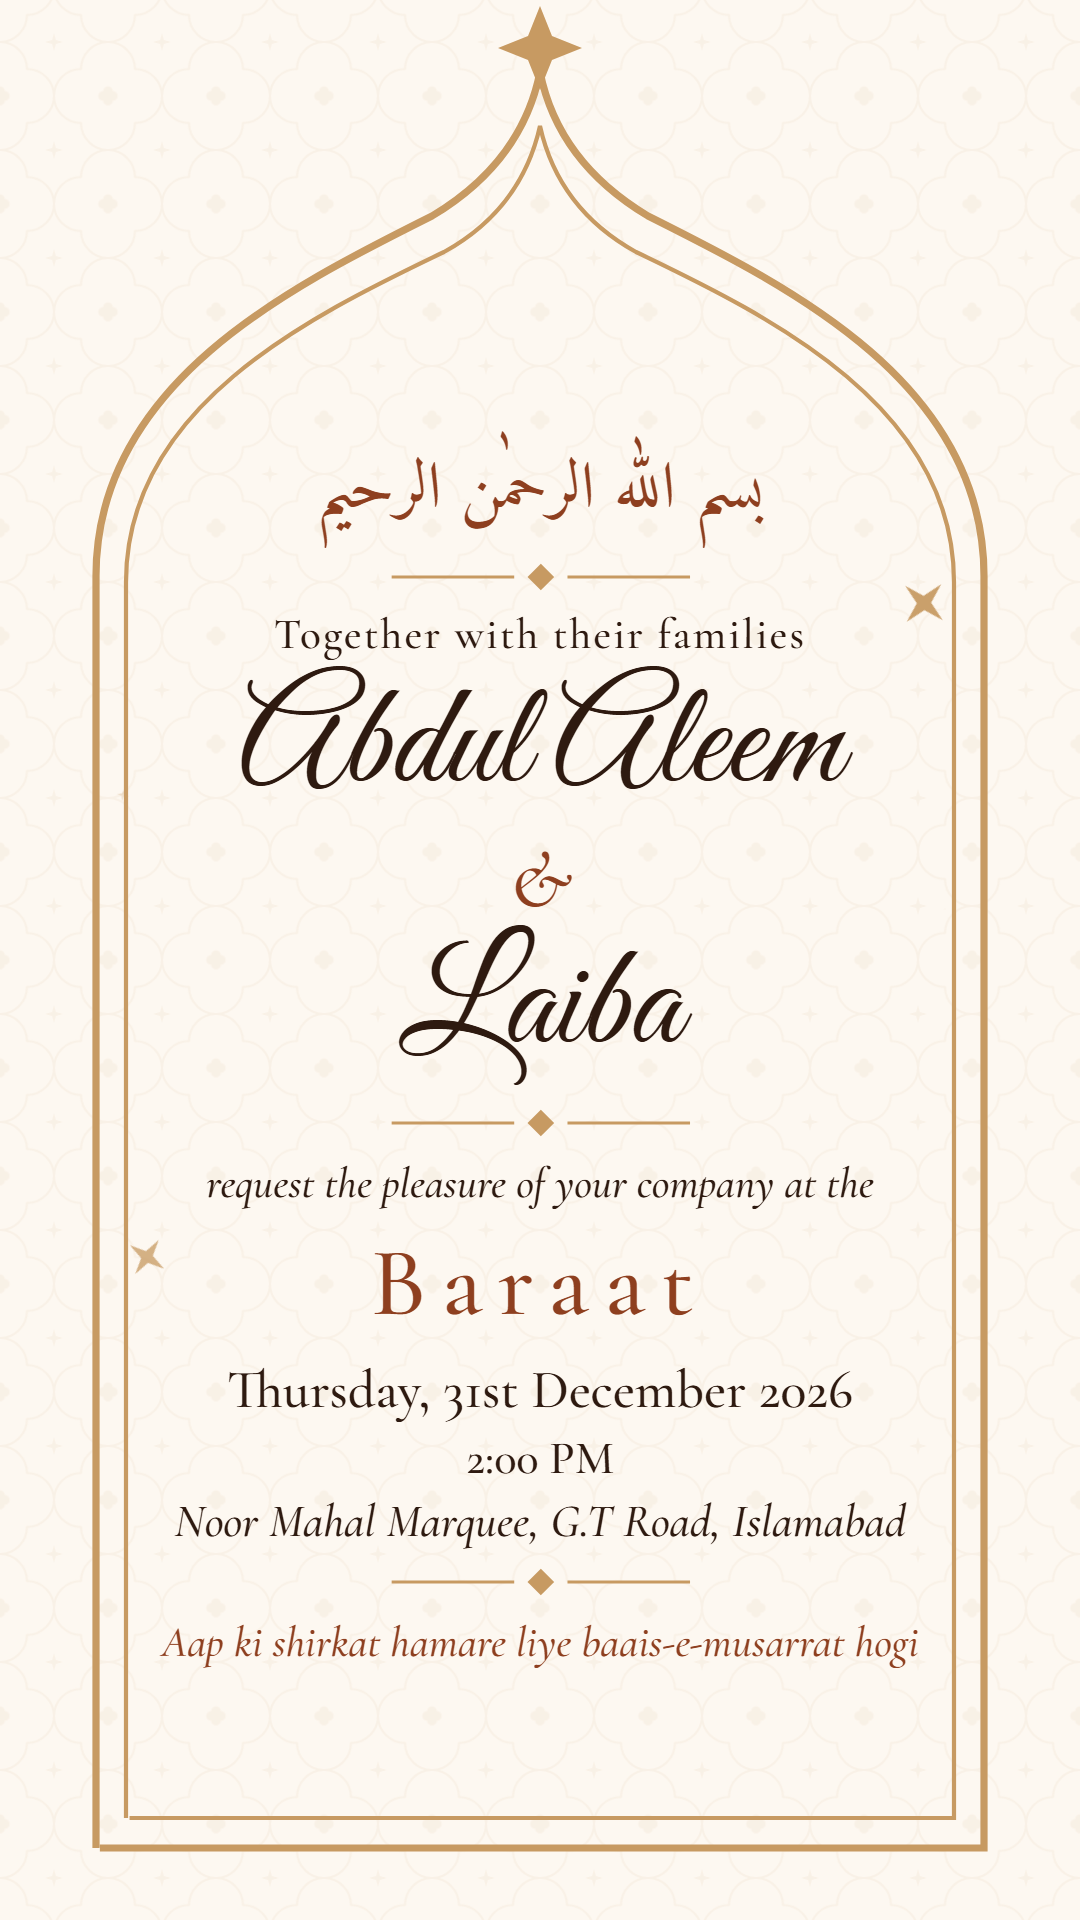 بسم الله الرحمٰن الرحيم
Together with their families
Abdul Aleem
&
Laiba
request the pleasure of your company at the
Baraat
Thursday, 31st December 2026
2:00 PM
Noor Mahal Marquee, G.T Road, Islamabad
Aap ki shirkat hamare liye baais-e-musarrat hogi